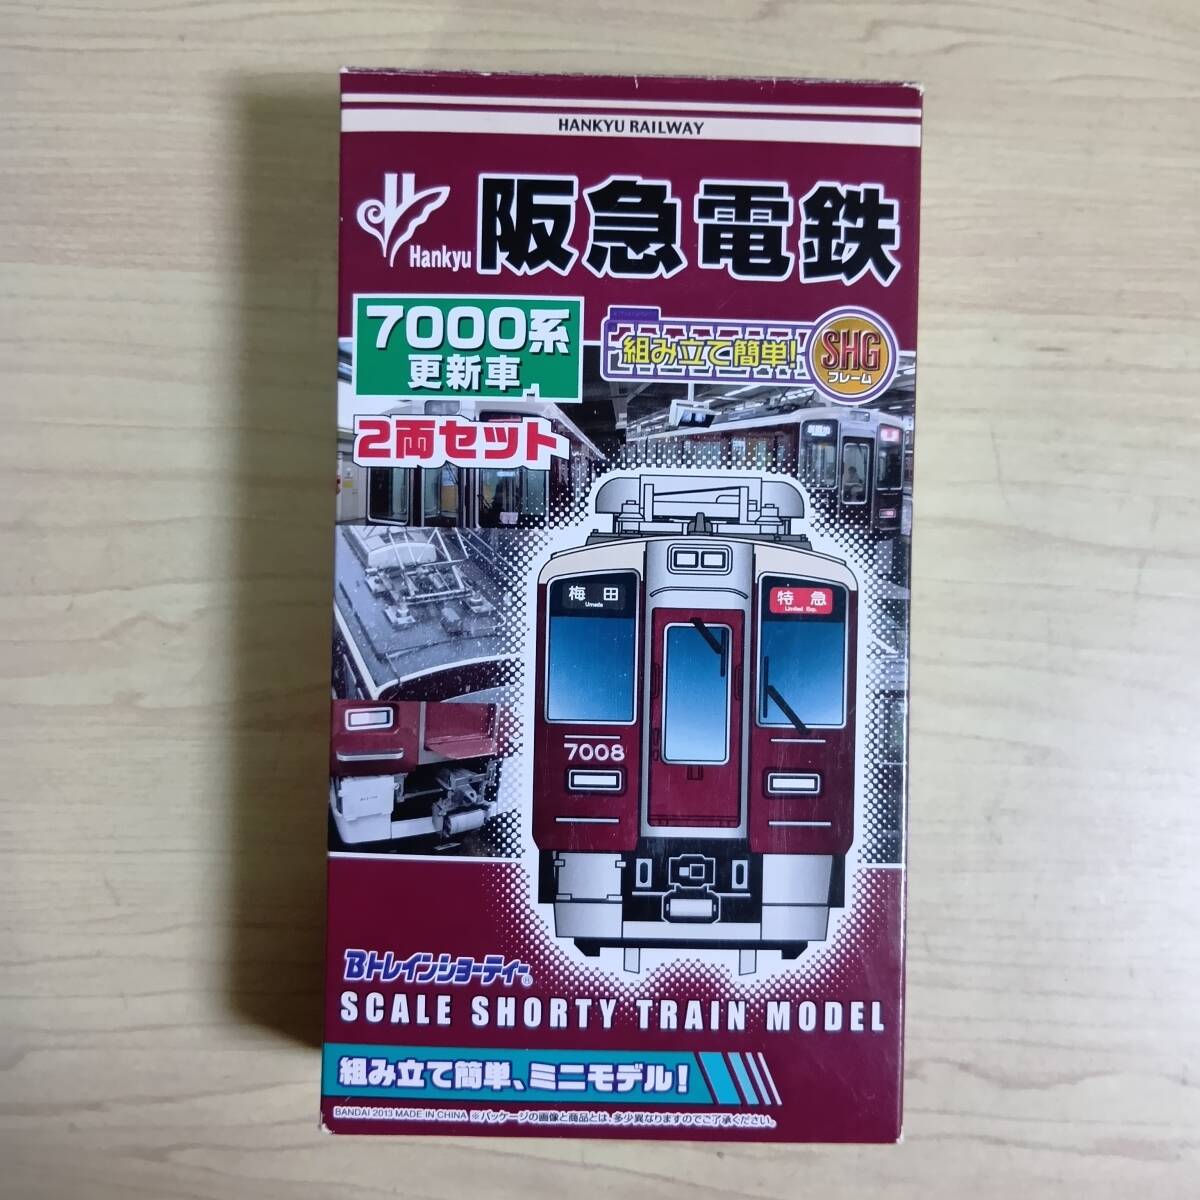 HANKYU RAILWAY
Hankyu
阪急電鉄
7000系
更新車
組み立て簡単!
SHG
フレーム
2両セット
梅田
Umeda
特急
Limited Exp.
7008
Bトレインショーティー®
SCALE SHORTY TRAIN MODEL
組み立て簡単、ミニモデル!
BANDAI 2013 MADE IN CHINA ※パッケージの画像と商品とは、多少異なりますのでご了承ください。